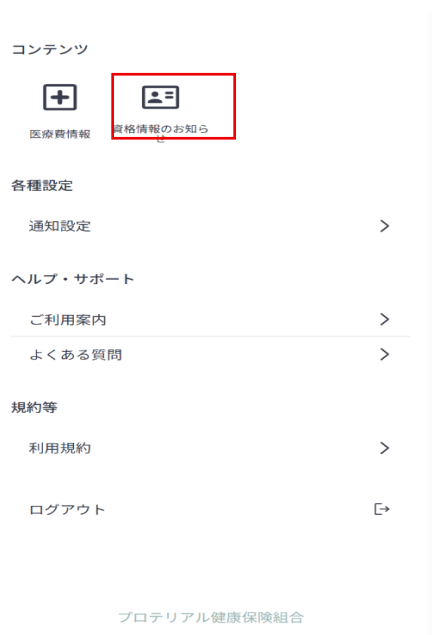 コンテンツ
医療費情報
資格情報のお知ら
せ
各種設定
通知設定
ヘルプ・サポート
ご利用案内
よくある質問
規約等
利用規約
ログアウト
プロテリアル健康保険組合